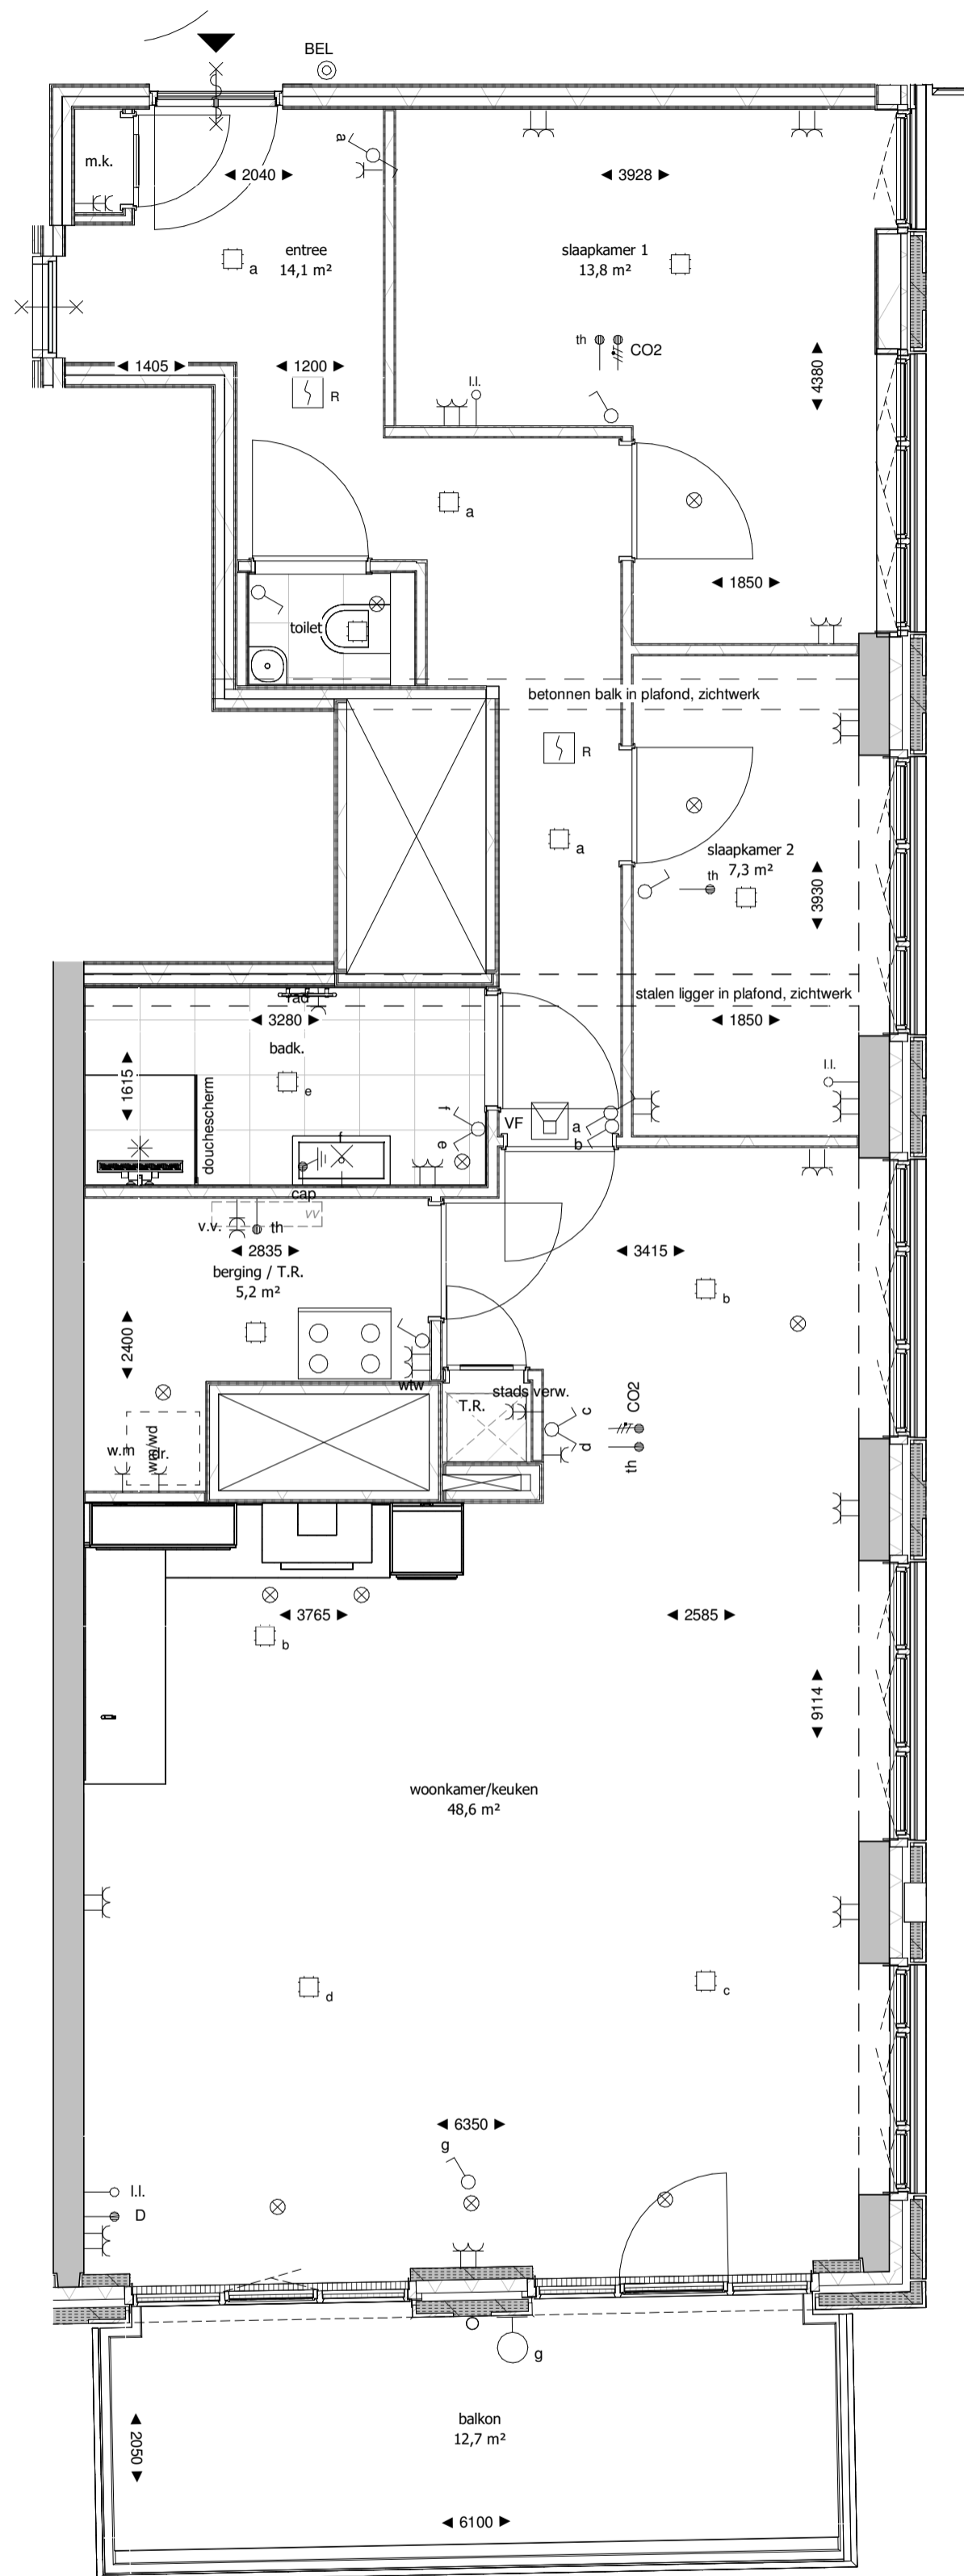 BEL
m.k.
a
2040
3928
entree
14,1 m²
a
slaapkamer 1
13,8 m²
th
CO2
1405
1200
R
l.l.
4380
a
1850
toilet
betonnen balk in plafond, zichtwerk
R
a
slaapkamer 2
7,3 m²
th
3930
stalen ligger in plafond, zichtwerk
1850
rad
3280
badk.
e
1615
douchescherm
f
e
VF
a
b
l.l.
f
cap
vv
v.v.
th
2835
berging / T.R.
5,2 m²
3415
b
2400
wtw
stads verw.
T.R.
c
d
CO2
th
w.m
wm/wd
dr.
3765
2585
b
9114
woonkamer/keuken
48,6 m²
d
c
6350
g
l.l.
D
g
balkon
12,7 m²
2050
6100